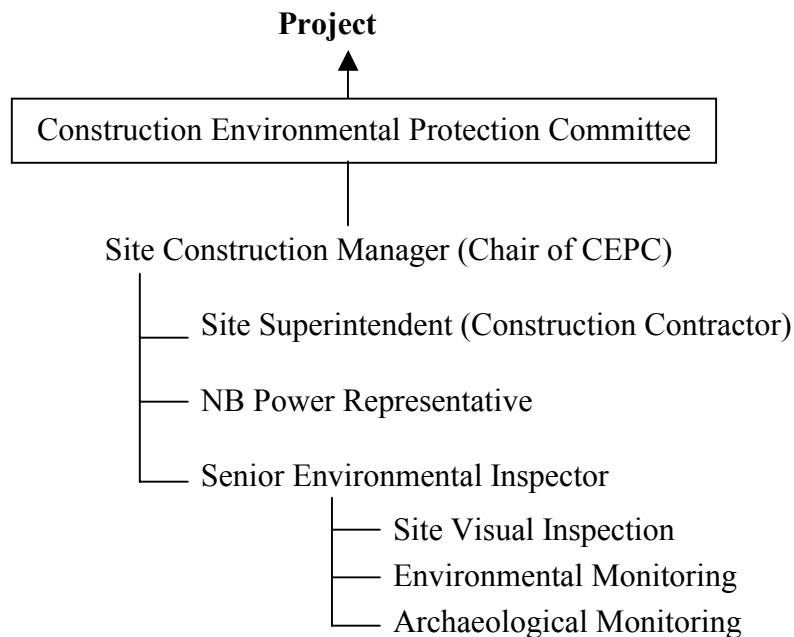 Project
Construction Environmental Protection Committee
Site Construction Manager (Chair of CEPC)
Site Superintendent (Construction Contractor)
NB Power Representative
Senior Environmental Inspector
Site Visual Inspection
Environmental Monitoring
Archaeological Monitoring